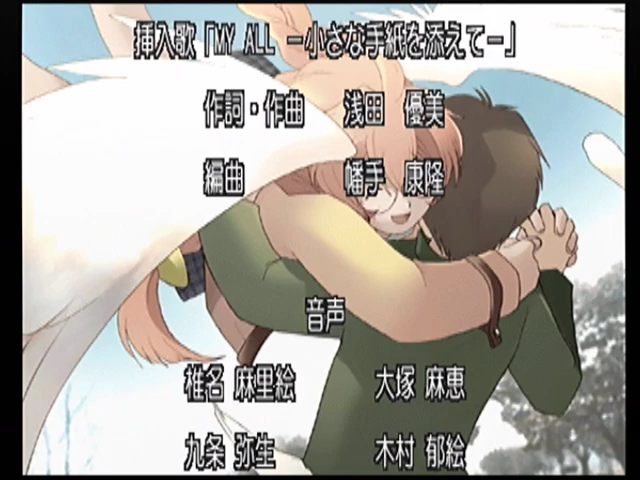 挿入歌「MY ALL －小さな手紙を添えて－」
作詞・作曲　浅田　優美
編曲　幡手　康隆
音声
椎名 麻里絵　大塚 麻恵
九条 弥生　木村 郁絵